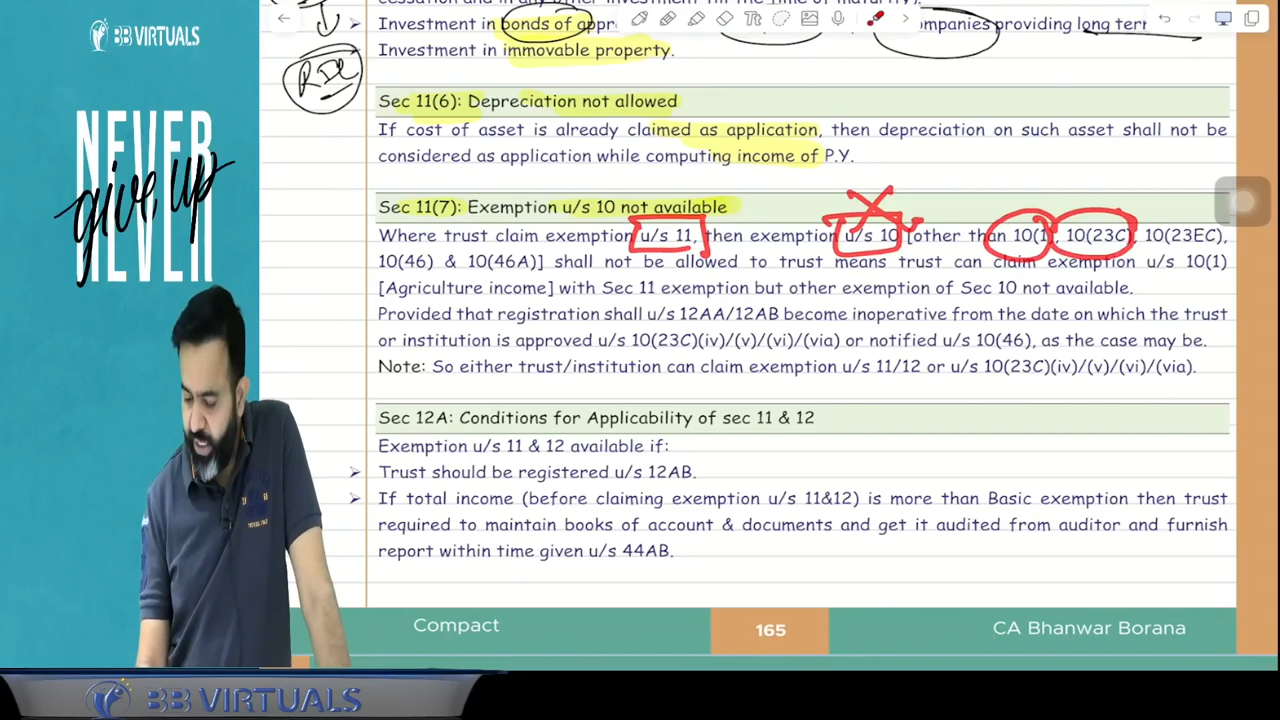 BB VIRTUALS
NEVER
give up
NEVER
Investment in bonds of companies providing long term
Investment in immovable property.
Sec 11(6): Depreciation not allowed
If cost of asset is already claimed as application, then depreciation on such asset shall not be
considered as application while computing income of P.Y.
Sec 11(7): Exemption u/s 10 not available
Where trust claim exemption u/s 11, then exemption u/s 10 [other than 10(1), 10(23C), 10(23EC),
10(46) & 10(46A)] shall not be allowed to trust means trust can claim exemption u/s 10(1)
[Agriculture income] with Sec 11 exemption but other exemption of Sec 10 not available.
Provided that registration shall u/s 12AA/12AB become inoperative from the date on which the trust
or institution is approved u/s 10(23C)(iv)/(v)/(vi)/(via) or notified u/s 10(46), as the case may be.
Note: So either trust/institution can claim exemption u/s 11/12 or u/s 10(23C)(iv)/(v)/(vi)/(via).
Sec 12A: Conditions for Applicability of sec 11 & 12
Exemption u/s 11 & 12 available if:
Trust should be registered u/s 12AB.
If total income (before claiming exemption u/s 11&12) is more than Basic exemption then trust
required to maintain books of account & documents and get it audited from auditor and furnish
report within time given u/s 44AB.
Compact 165 CA Bhanwar Borana
BB VIRTUALS